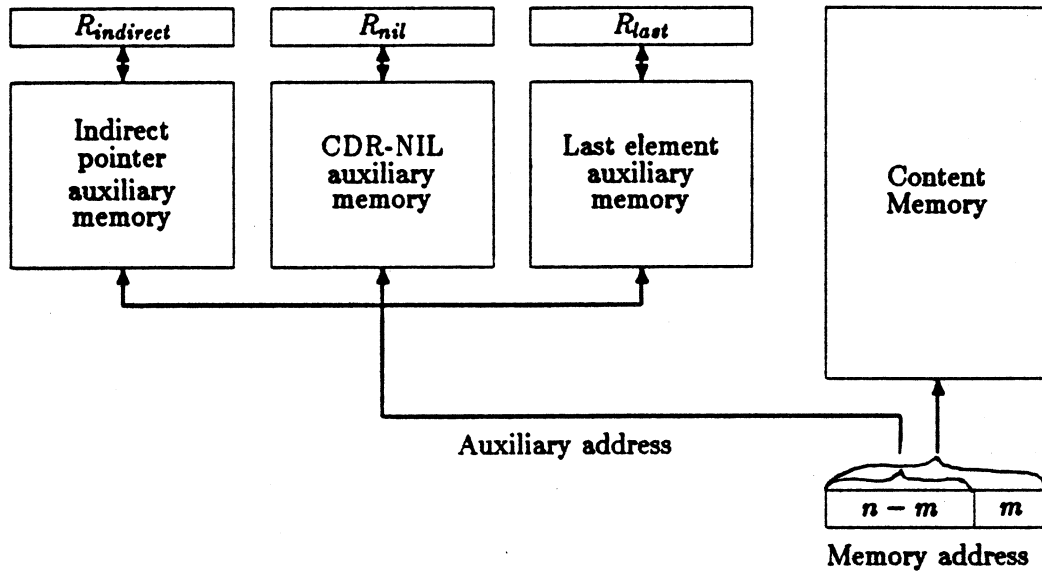 R_indirect
R_nil
R_last
Indirect
pointer
auxiliary
memory
CDR-NIL
auxiliary
memory
Last element
auxiliary
memory
Content
Memory
Auxiliary address
n − m
m
Memory address